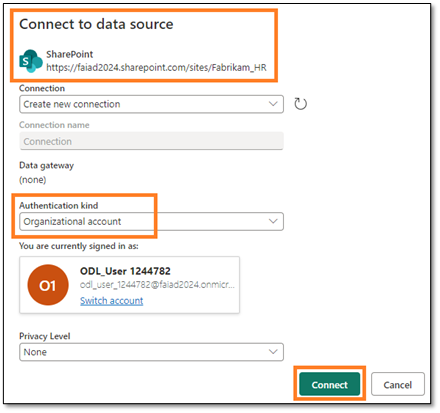 Connect to data source
SharePoint
https://faiad2024.sharepoint.com/sites/Fabrikam_HR
Connection
Create new connection
Connection name
Connection
Data gateway
(none)
Authentication kind
Organizational account
You are currently signed in as:
O1
ODL_User 1244782
odl_user_1244782@faiad2024.onmicr...
Switch account
Privacy Level
None
Connect
Cancel